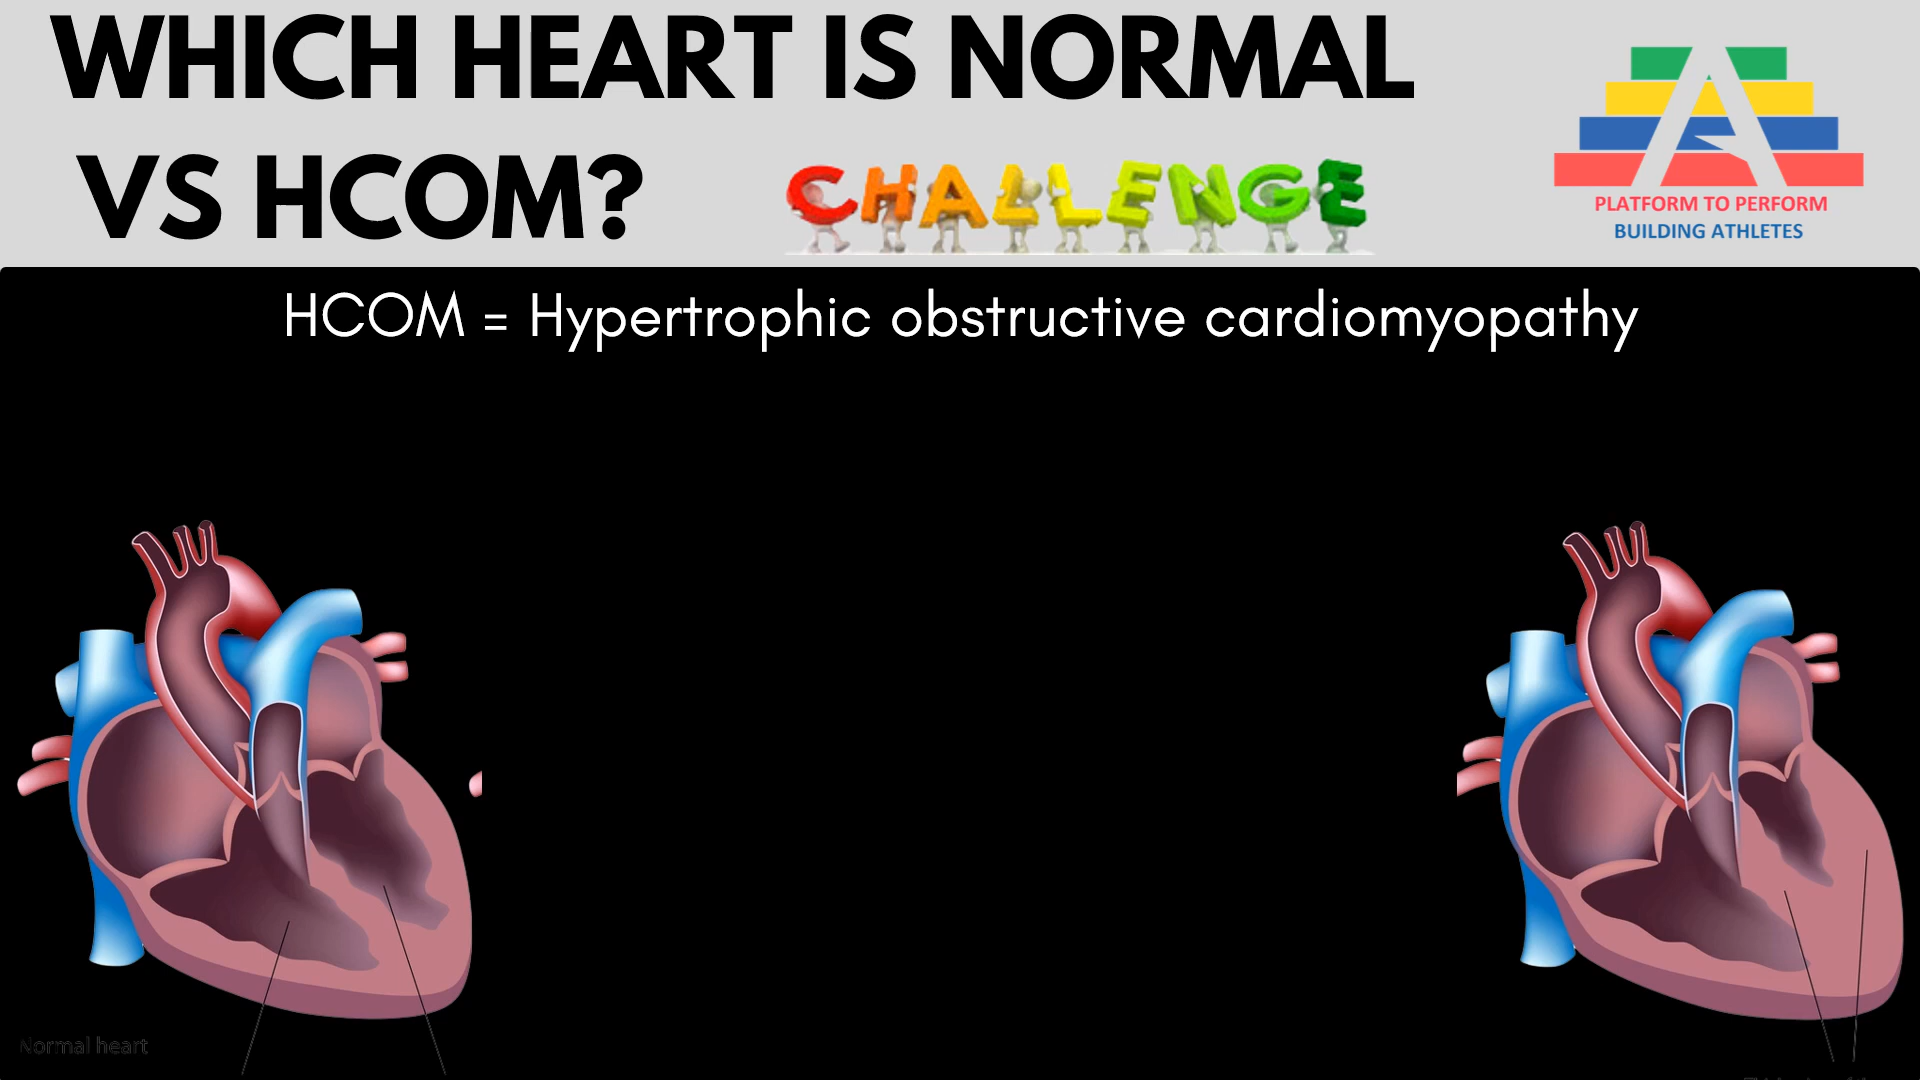 WHICH HEART IS NORMAL
VS HCOM?
CHALLENGE
PLATFORM TO PERFORM
BUILDING ATHLETES
HCOM = Hypertrophic obstructive cardiomyopathy
Normal heart